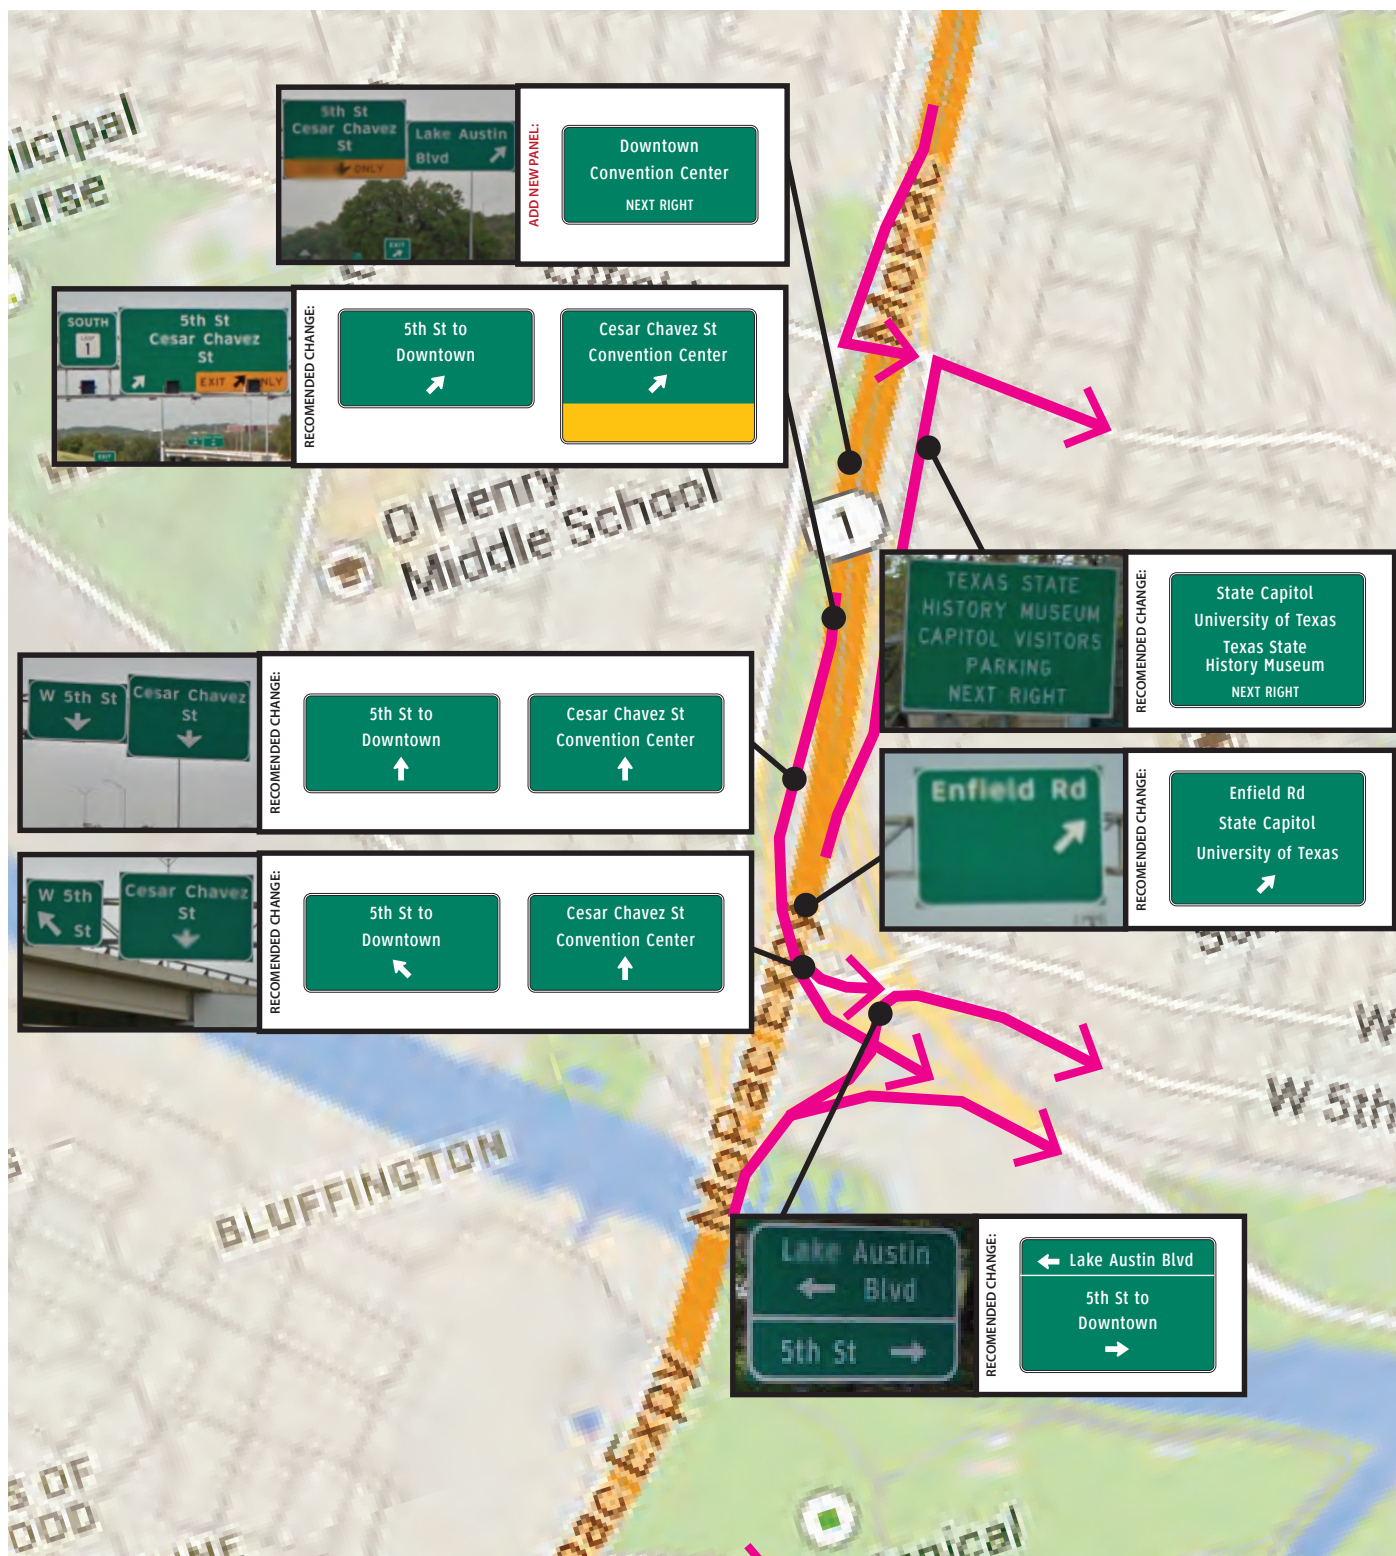 icipal
urse
5th St
Cesar Chavez
St
ONLY
Lake Austin
Blvd
EXIT
ADD NEW PANEL:
Downtown
Convention Center
NEXT RIGHT
SOUTH
LOOP
1
5th St
Cesar Chavez
St
EXIT ONLY
EXIT
RECOMENDED CHANGE:
5th St to
Downtown
Cesar Chavez St
Convention Center
O Henry
Middle School
1
TEXAS STATE
HISTORY MUSEUM
CAPITOL VISITORS
PARKING
NEXT RIGHT
RECOMENDED CHANGE:
State Capitol
University of Texas
Texas State
History Museum
NEXT RIGHT
W 5th St
Cesar Chavez
St
RECOMENDED CHANGE:
5th St to
Downtown
Cesar Chavez St
Convention Center
Enfield Rd
RECOMENDED CHANGE:
Enfield Rd
State Capitol
University of Texas
W 5th
St
Cesar Chavez
St
RECOMENDED CHANGE:
5th St to
Downtown
Cesar Chavez St
Convention Center
W
W 5th
BLUFFINGTON
Lake Austin
Blvd
5th St
RECOMENDED CHANGE:
Lake Austin Blvd
5th St to
Downtown
S OF
OOD
nical